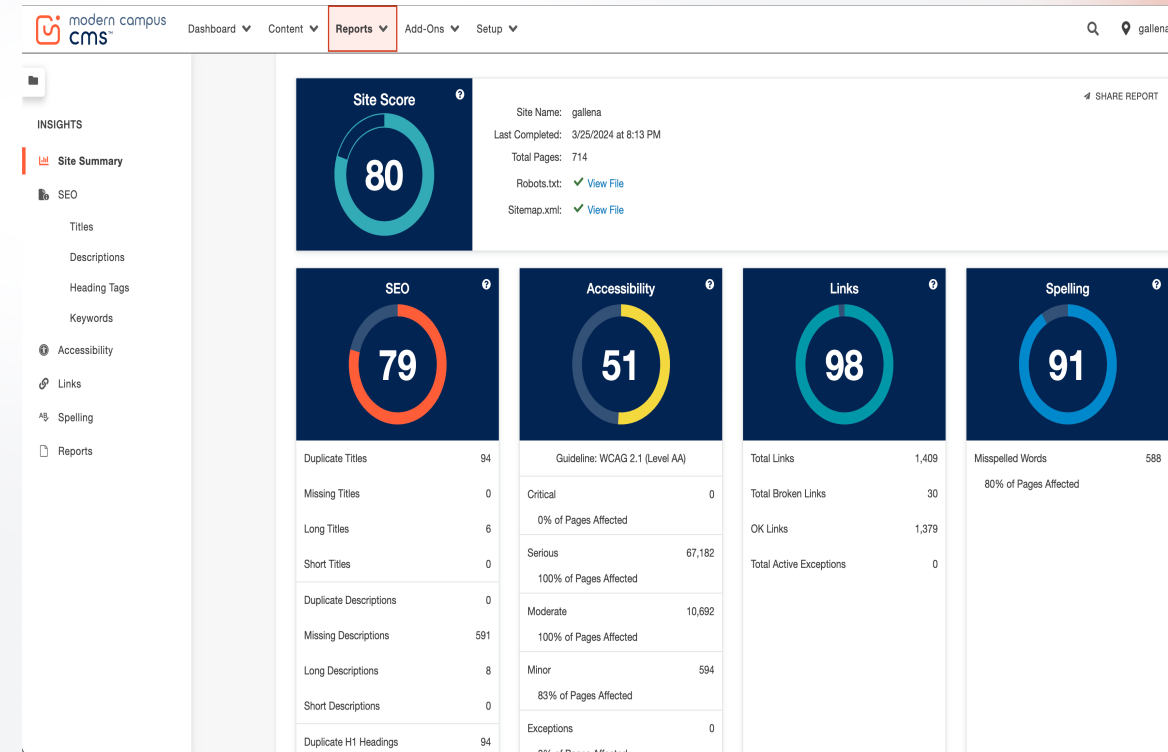 modern campus
cms™
Dashboard
Content
Reports
Add-Ons
Setup
gallena
INSIGHTS
Site Summary
SEO
Titles
Descriptions
Heading Tags
Keywords
Accessibility
Links
Spelling
Reports
Site Score
80
SHARE REPORT
Site Name: gallena
Last Completed: 3/25/2024 at 8:13 PM
Total Pages: 714
Robots.txt: View File
Sitemap.xml: View File
SEO
79
Duplicate Titles 94
Missing Titles 0
Long Titles 6
Short Titles 0
Duplicate Descriptions 0
Missing Descriptions 591
Long Descriptions 8
Short Descriptions 0
Duplicate H1 Headings 94
Accessibility
51
Guideline: WCAG 2.1 (Level AA)
Critical 0
0% of Pages Affected
Serious 67,182
100% of Pages Affected
Moderate 10,692
100% of Pages Affected
Minor 594
83% of Pages Affected
Exceptions 0
Links
98
Total Links 1,409
Total Broken Links 30
OK Links 1,379
Total Active Exceptions 0
Spelling
91
Misspelled Words 588
80% of Pages Affected